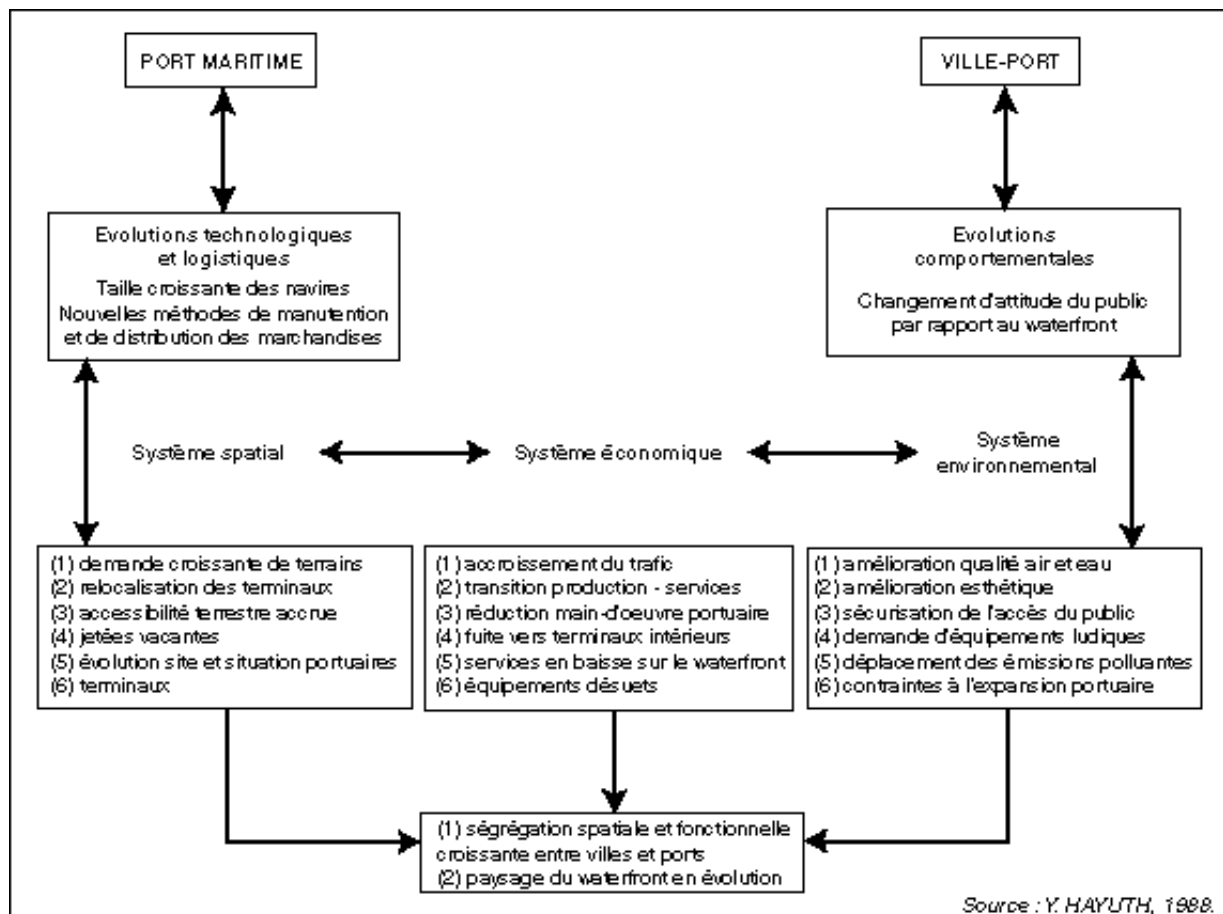 PORT MARITIME
VILLE-PORT
Evolutions technologiques
et logistiques
Taille croissante des navires
Nouvelles méthodes de manutention
et de distribution des marchandises
Evolutions
comportementales
Changement d'attitude du public
par rapport au waterfront
Système spatial
Système économique
Système
environnemental
(1) demande croissante de terrains
(2) relocalisation des terminaux
(3) accessibilité terrestre accrue
(4) jetées vacantes
(5) évolution site et situation portuaires
(6) terminaux
(1) accroissement du trafic
(2) transition production - services
(3) réduction main-d'oeuvre portuaire
(4) fuite vers terminaux intérieurs
(5) services en baisse sur le waterfront
(6) équipements désuets
(1) amélioration qualité air et eau
(2) amélioration esthétique
(3) sécurisation de l'accès du public
(4) demande d'équipements ludiques
(5) déplacement des émissions polluantes
(6) contraintes à l'expansion portuaire
(1) ségrégation spatiale et fonctionnelle
croissante entre villes et ports
(2) paysage du waterfront en évolution
Source : Y. HAYUTH, 1988.